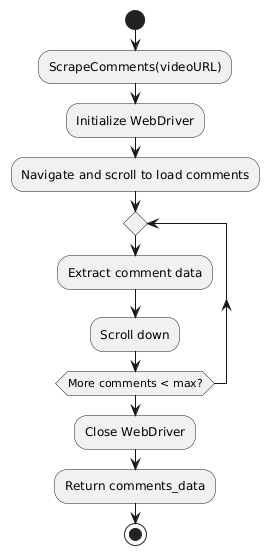 ScrapeComments(videoURL)
Initialize WebDriver
Navigate and scroll to load comments
Extract comment data
Scroll down
More comments < max?
Close WebDriver
Return comments_data